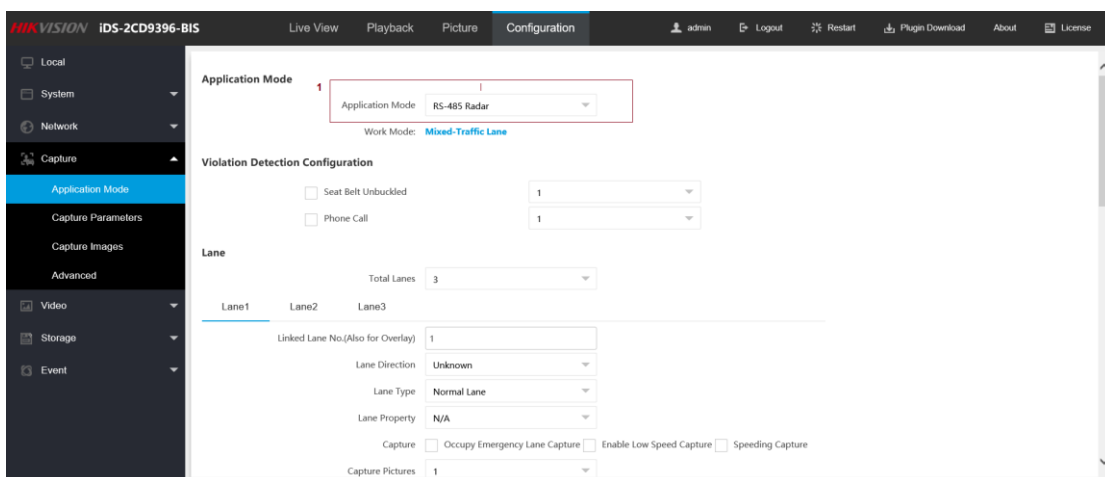 HIKVISION iDS-2CD9396-BIS Live View Playback Picture Configuration admin Logout Restart Plugin Download About License
Local
System
Network
Capture
Application Mode
Capture Parameters
Capture Images
Advanced
Video
Storage
Event
Application Mode
1
Application Mode RS-485 Radar
Work Mode: Mixed-Traffic Lane
Violation Detection Configuration
Seat Belt Unbuckled 1
Phone Call 1
Lane
Total Lanes 3
Lane1 Lane2 Lane3
Linked Lane No.(Also for Overlay) 1
Lane Direction Unknown
Lane Type Normal Lane
Lane Property N/A
Capture Occupy Emergency Lane Capture Enable Low Speed Capture Speeding Capture
Capture Pictures 1